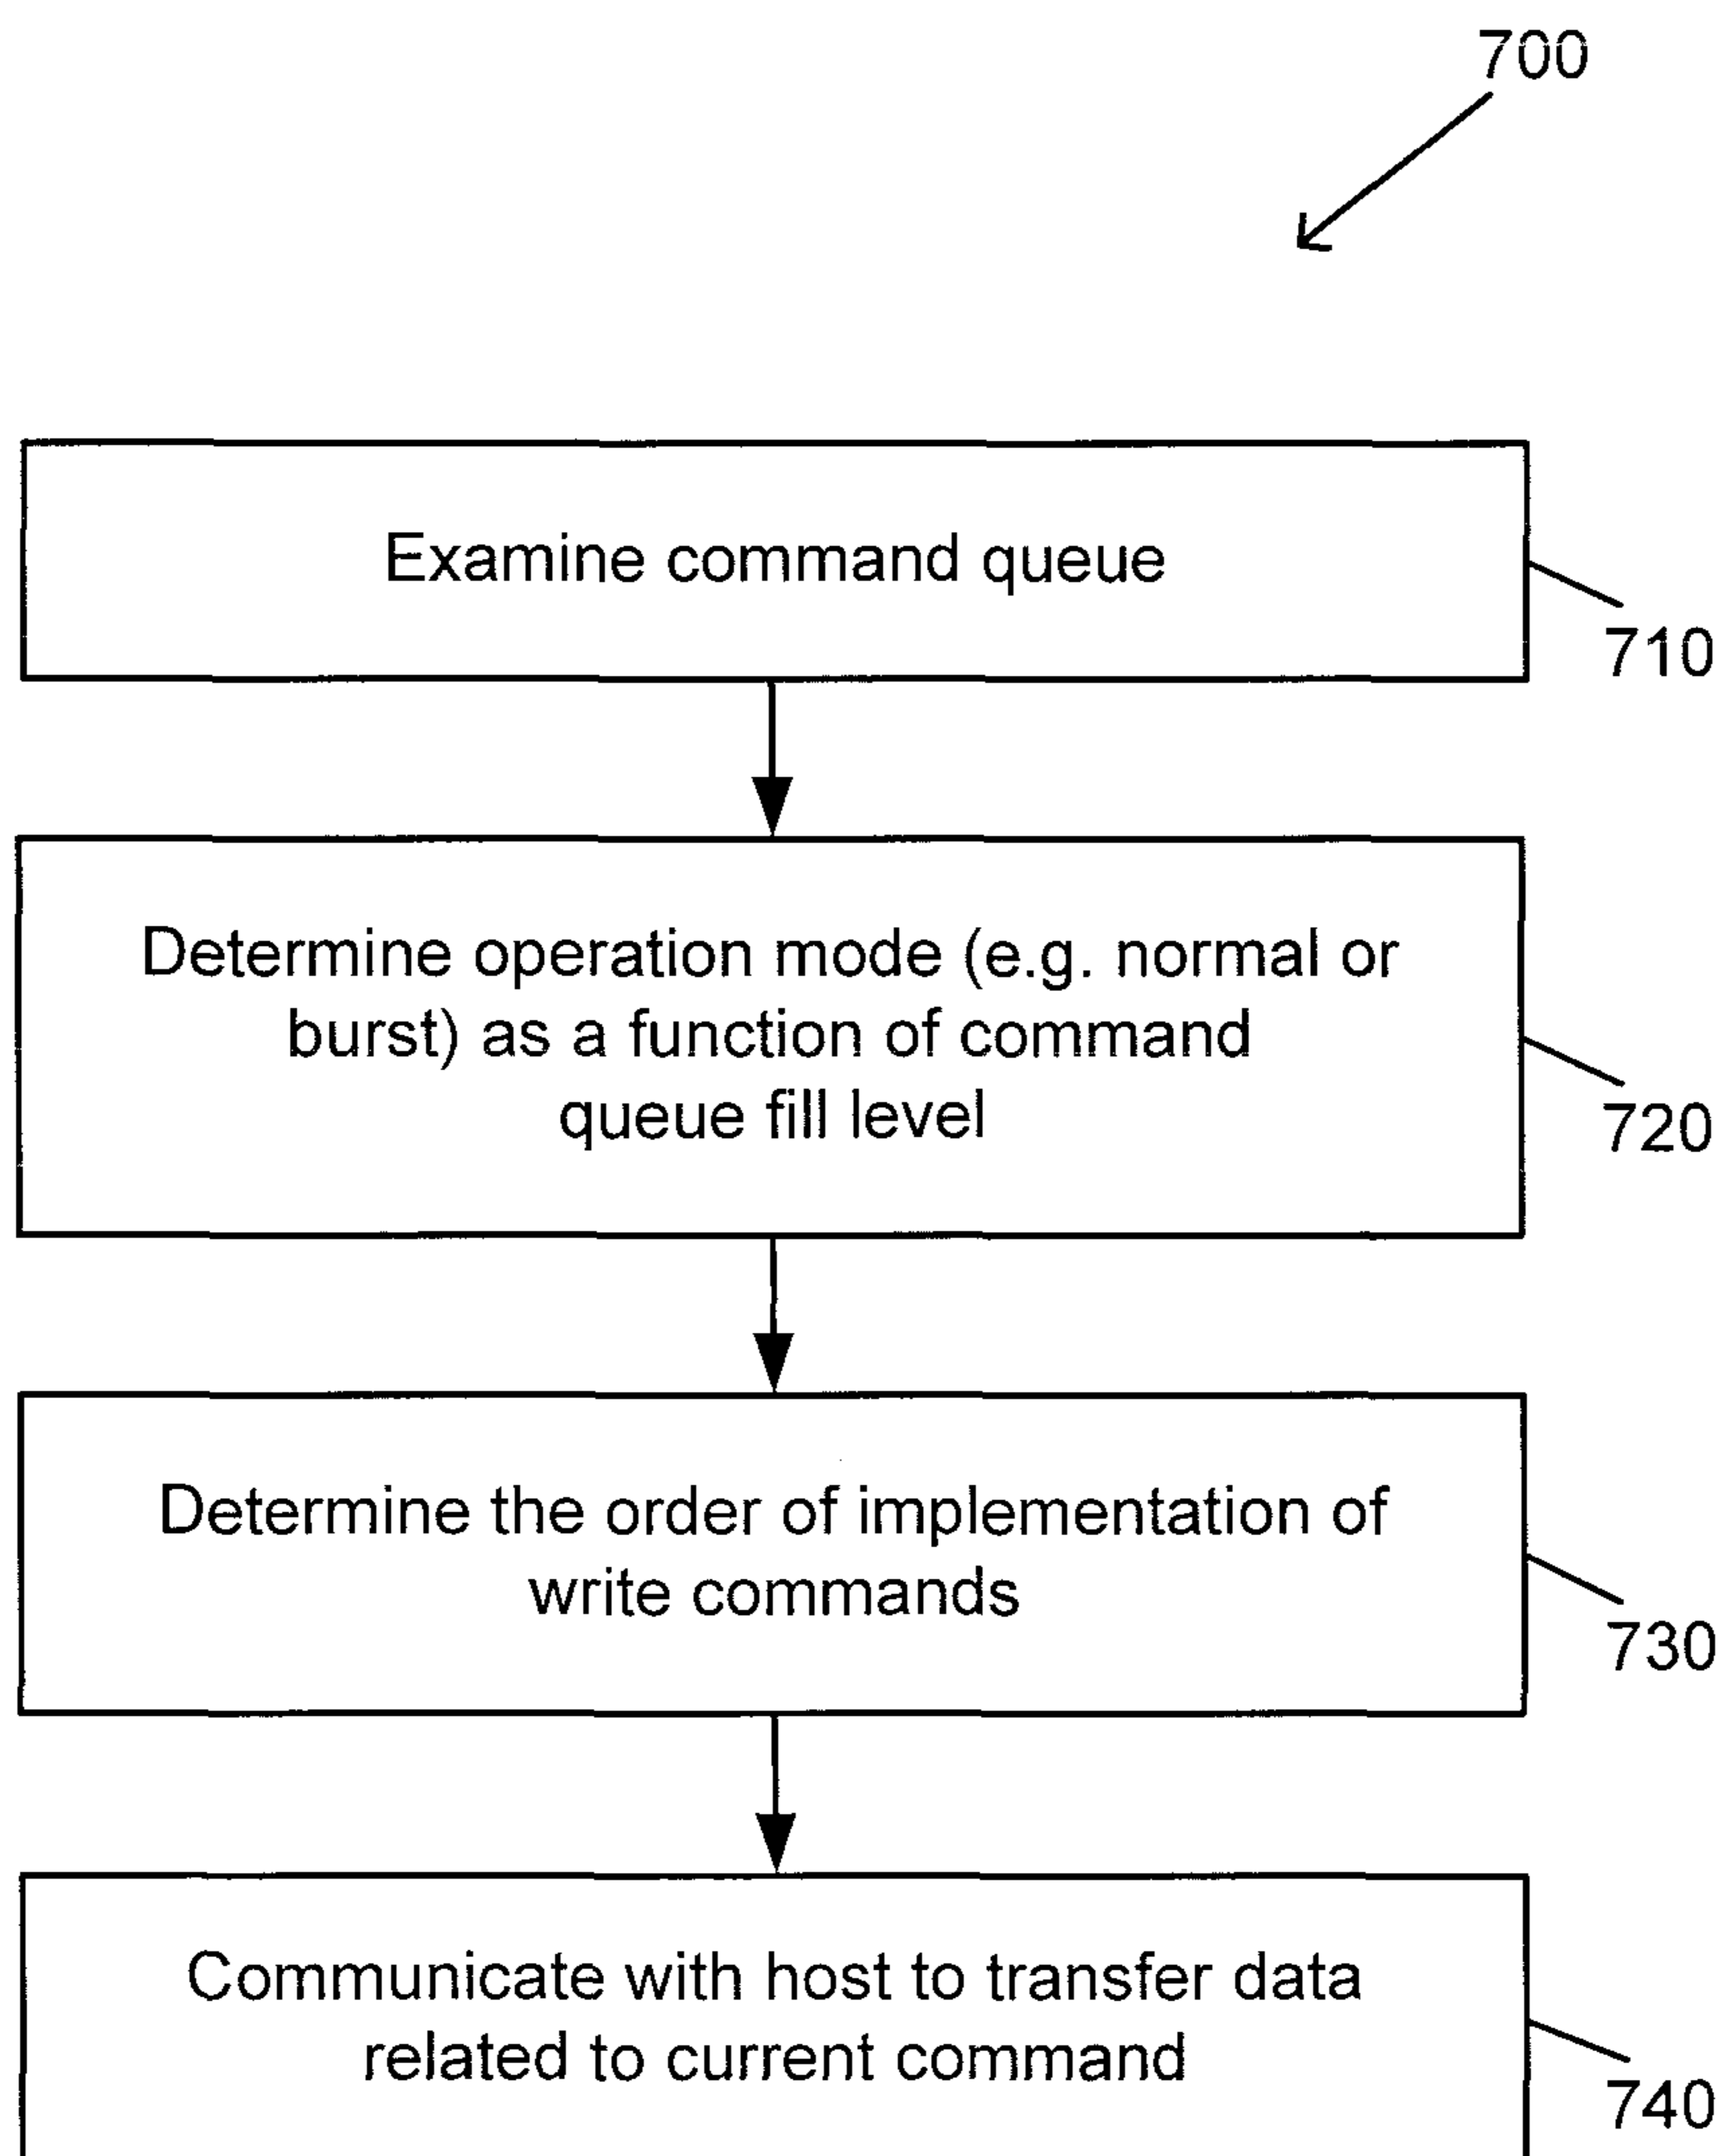 700
Examine command queue
710
Determine operation mode (e.g. normal or
burst) as a function of command
queue fill level
720
Determine the order of implementation of
write commands
730
Communicate with host to transfer data
related to current command
740